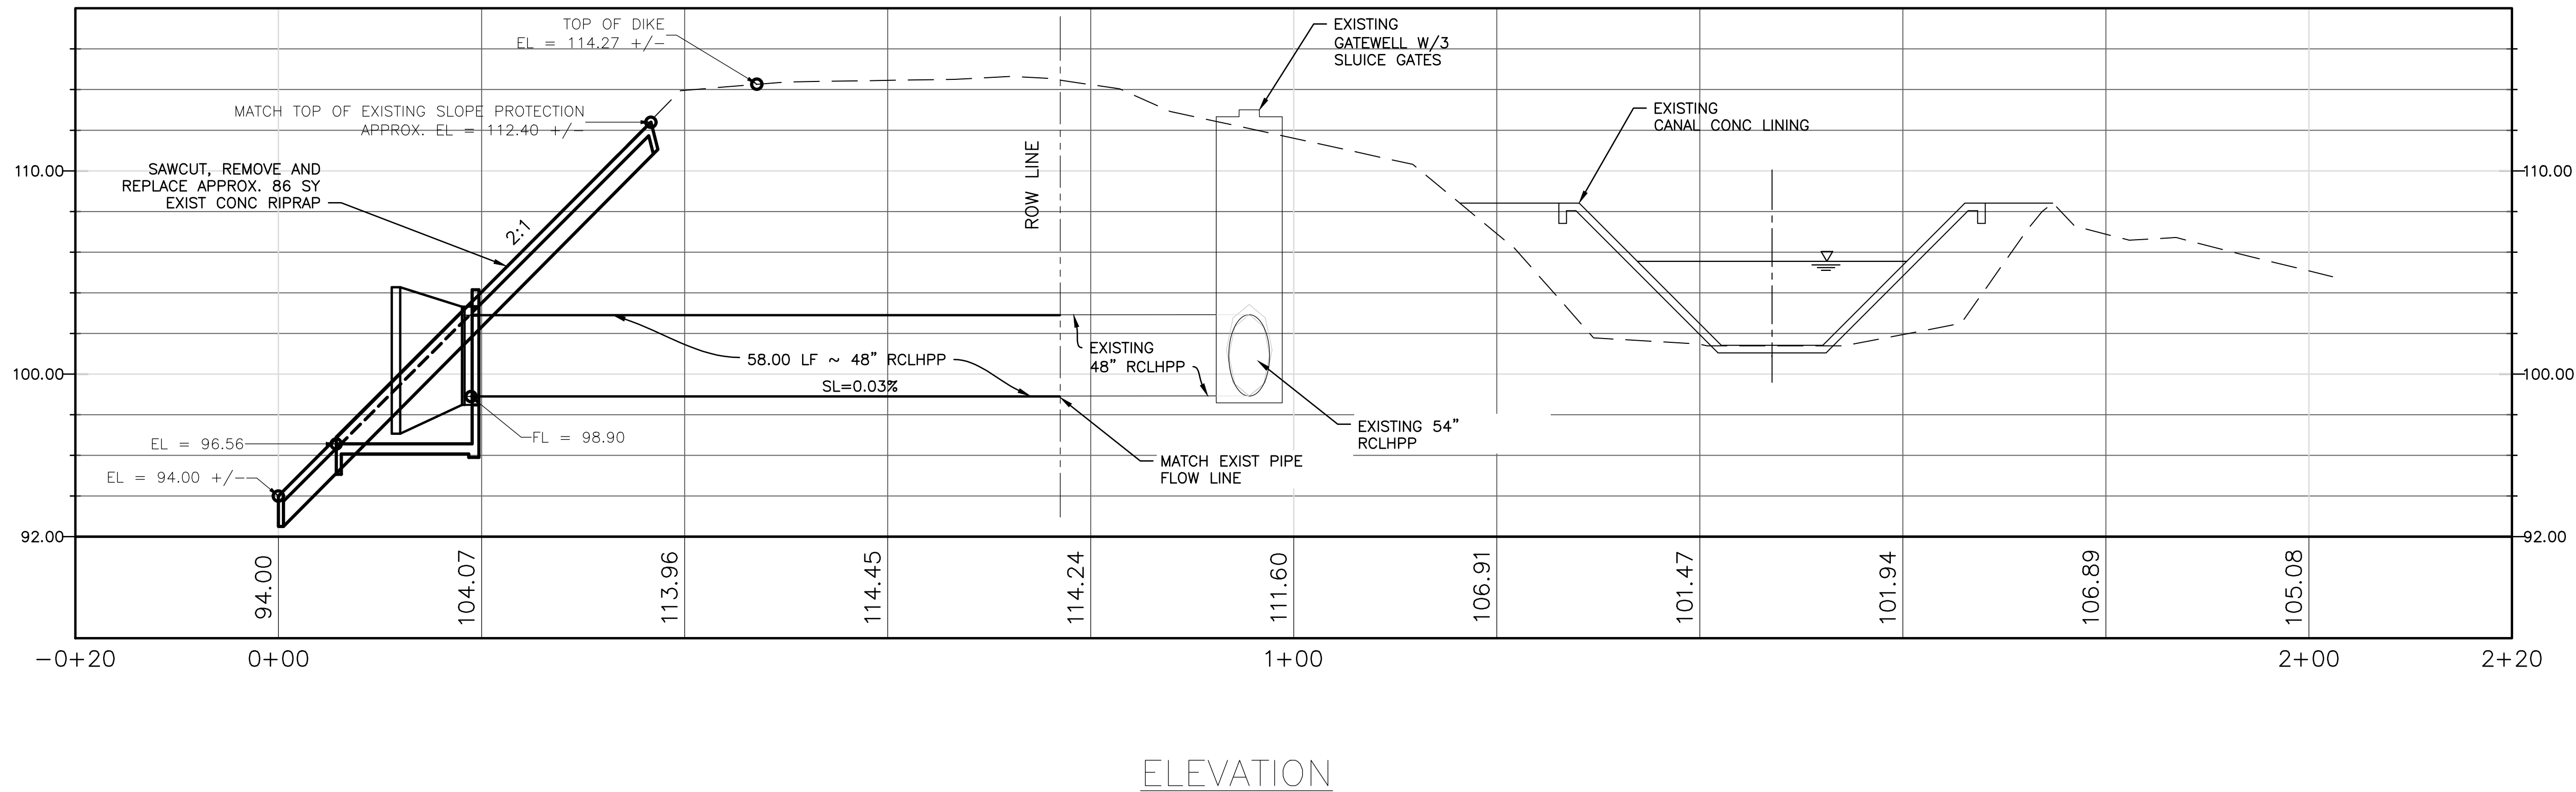 TOP OF DIKE
EL = 114.27 +/-
MATCH TOP OF EXISTING SLOPE PROTECTION
APPROX. EL = 112.40 +/-
SAWCUT, REMOVE AND
REPLACE APPROX. 86 SY
EXIST CONC RIPRAP
2:1
ROW LINE
EXISTING
GATEWELL W/3
SLUICE GATES
EXISTING
CANAL CONC LINING
110.00
110.00
58.00 LF ~ 48" RCLHPP
SL=0.03%
EXISTING
48" RCLHPP
100.00
100.00
EXISTING 54"
RCLHPP
MATCH EXIST PIPE
FLOW LINE
FL = 98.90
EL = 96.56
EL = 94.00 +/-
92.00
92.00
94.00
104.07
113.96
114.45
114.24
111.60
106.91
101.47
101.94
106.89
105.08
-0+20
0+00
1+00
2+00
2+20
ELEVATION